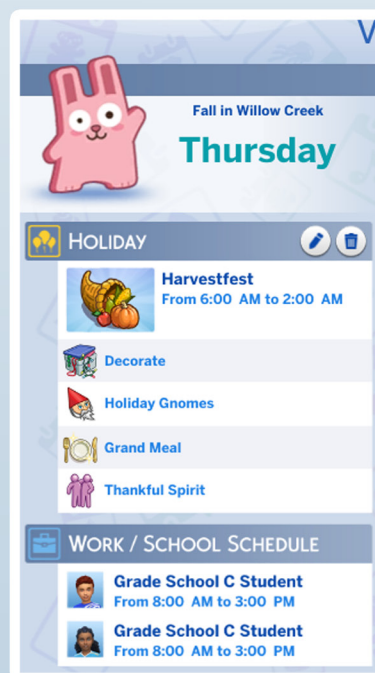 Fall in Willow Creek
Thursday
HOLIDAY
Harvestfest
From 6:00 AM to 2:00 AM
Decorate
Holiday Gnomes
Grand Meal
Thankful Spirit
WORK / SCHOOL SCHEDULE
Grade School C Student
From 8:00 AM to 3:00 PM
Grade School C Student
From 8:00 AM to 3:00 PM